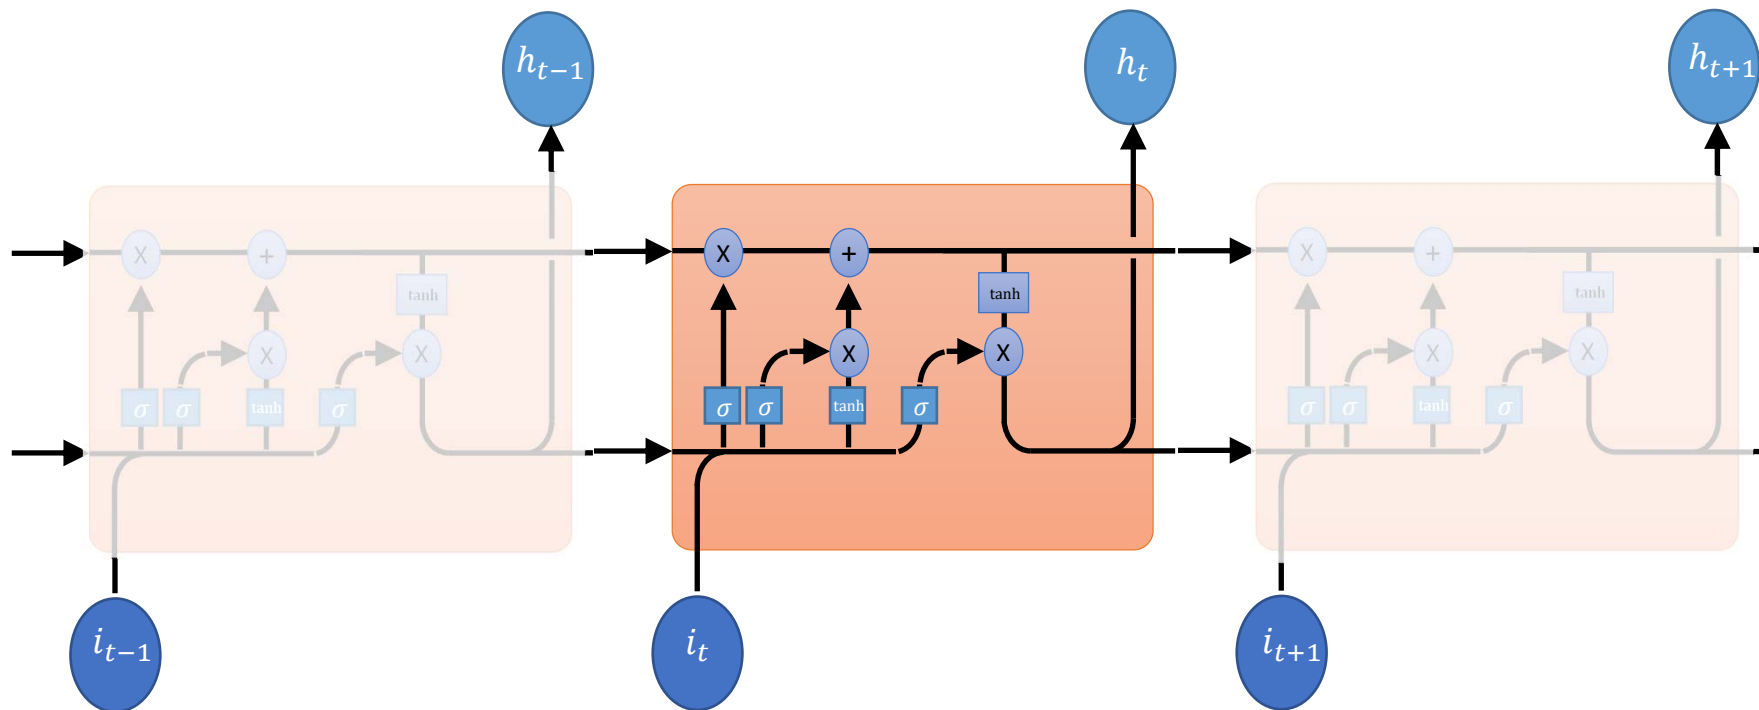 h_{t-1}
h_t
h_{t+1}
X
+
tanh
X
X
σ
σ
tanh
σ
X
+
tanh
X
X
σ
σ
tanh
σ
X
+
tanh
X
X
σ
σ
tanh
σ
i_{t-1}
i_t
i_{t+1}